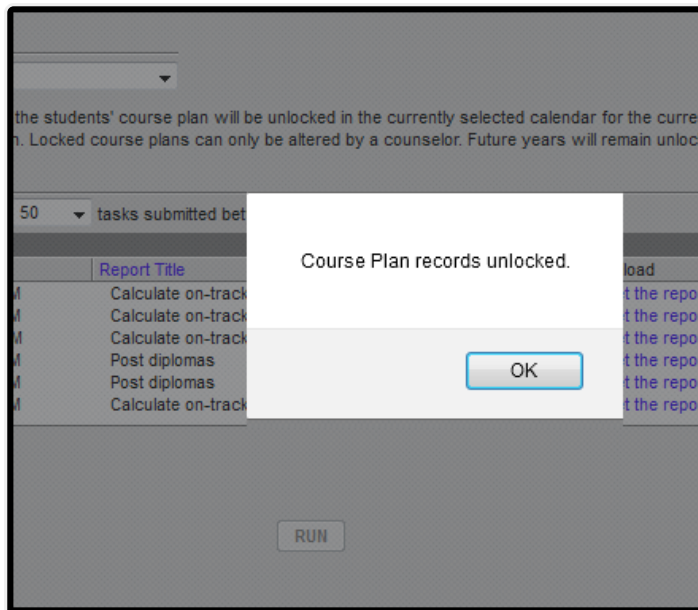 the students' course plan will be unlocked in the currently selected calendar for the curre
n. Locked course plans can only be altered by a counselor. Future years will remain unloc
50 tasks submitted bet
Course Plan records unlocked.
OK
Report Title load
M Calculate on-track t the repo
M Calculate on-track t the repo
M Calculate on-track t the repo
M Post diplomas t the repo
M Post diplomas t the repo
M Calculate on-track t the repo
RUN